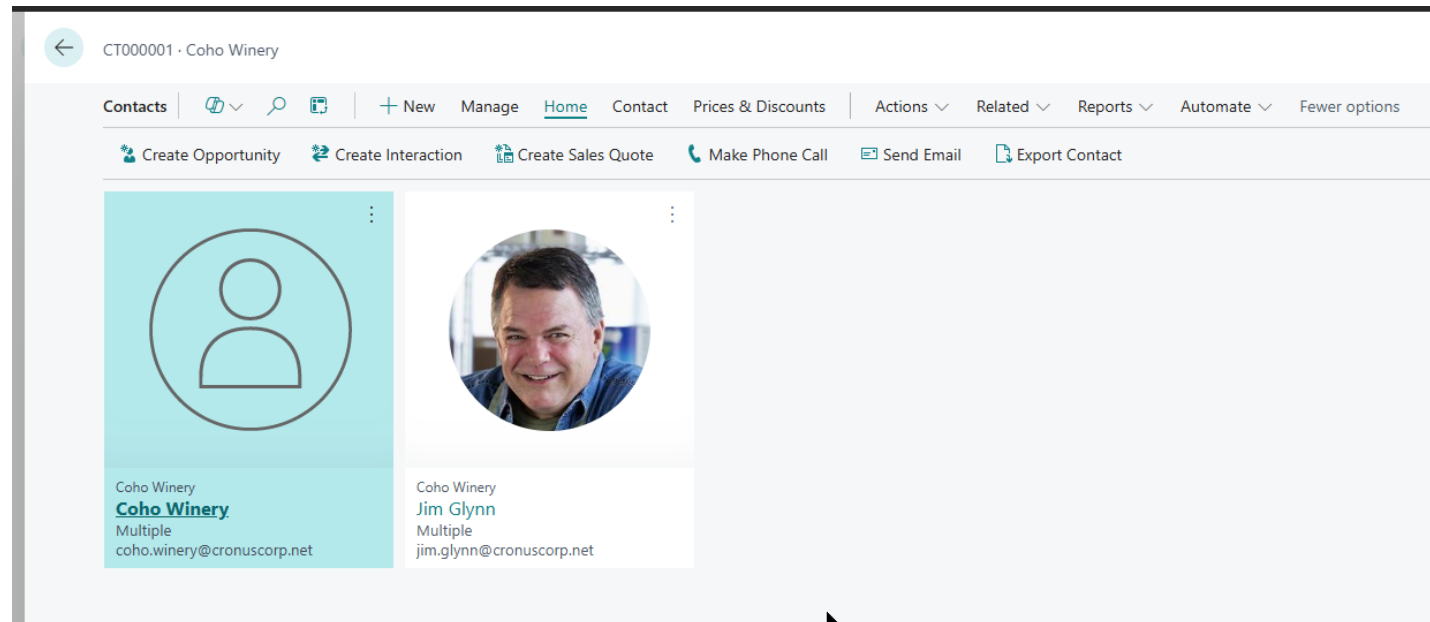 CT000001 · Coho Winery
Contacts New Manage Home Contact Prices & Discounts Actions Related Reports Automate Fewer options
Create Opportunity Create Interaction Create Sales Quote Make Phone Call Send Email Export Contact
Coho Winery
Coho Winery
Multiple
coho.winery@cronuscorp.net
Coho Winery
Jim Glynn
Multiple
jim.glynn@cronuscorp.net